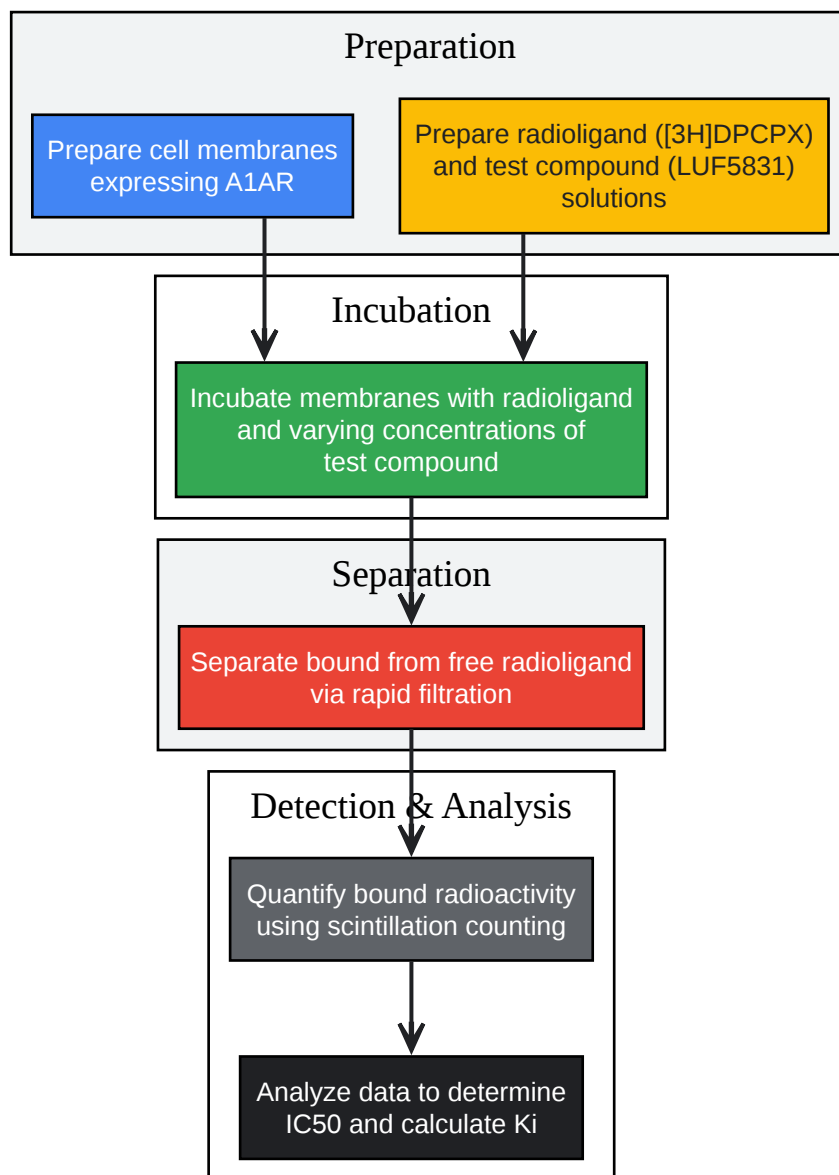 Preparation
Prepare cell membranes
expressing A1AR
Prepare radioligand ([3H]DPCPX)
and test compound (LUF5831)
solutions
Incubation
Incubate membranes with radioligand
and varying concentrations of
test compound
Separation
Separate bound from free radioligand
via rapid filtration
Detection & Analysis
Quantify bound radioactivity
using scintillation counting
Analyze data to determine
IC50 and calculate Ki